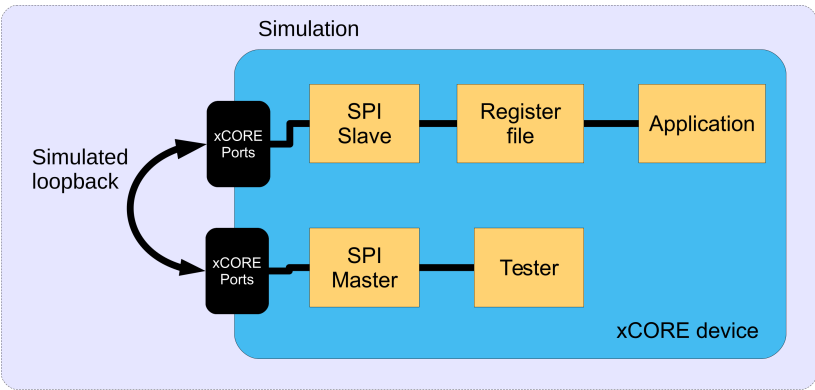 Simulation
xCORE
Ports
SPI
Slave
Register
file
Application
Simulated
loopback
xCORE
Ports
SPI
Master
Tester
xCORE device